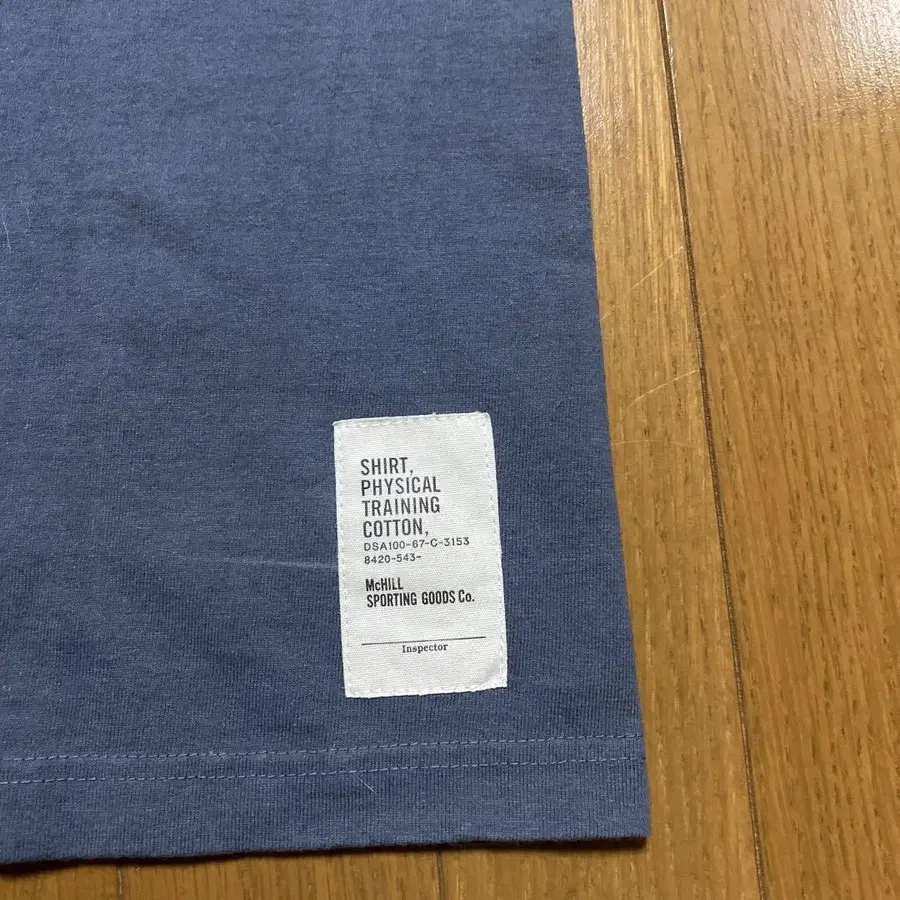 SHIRT,
PHYSICAL
TRAINING
COTTON,
DSA100-67-C-3153
8420-543-
McHILL
SPORTING GOODS Co.
Inspector